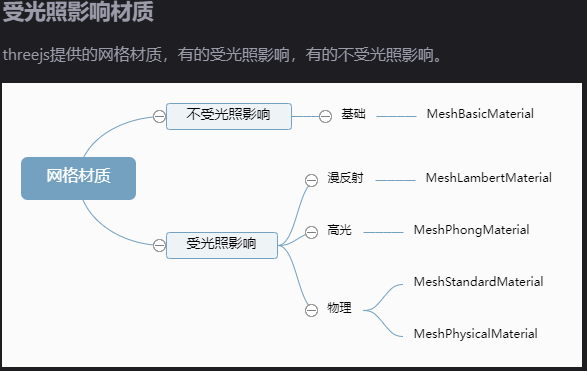 受光照影响材质
threejs提供的网格材质，有的受光照影响，有的不受光照影响。
网格材质
不受光照影响
基础
MeshBasicMaterial
受光照影响
漫反射
MeshLambertMaterial
高光
MeshPhongMaterial
物理
MeshStandardMaterial
MeshPhysicalMaterial